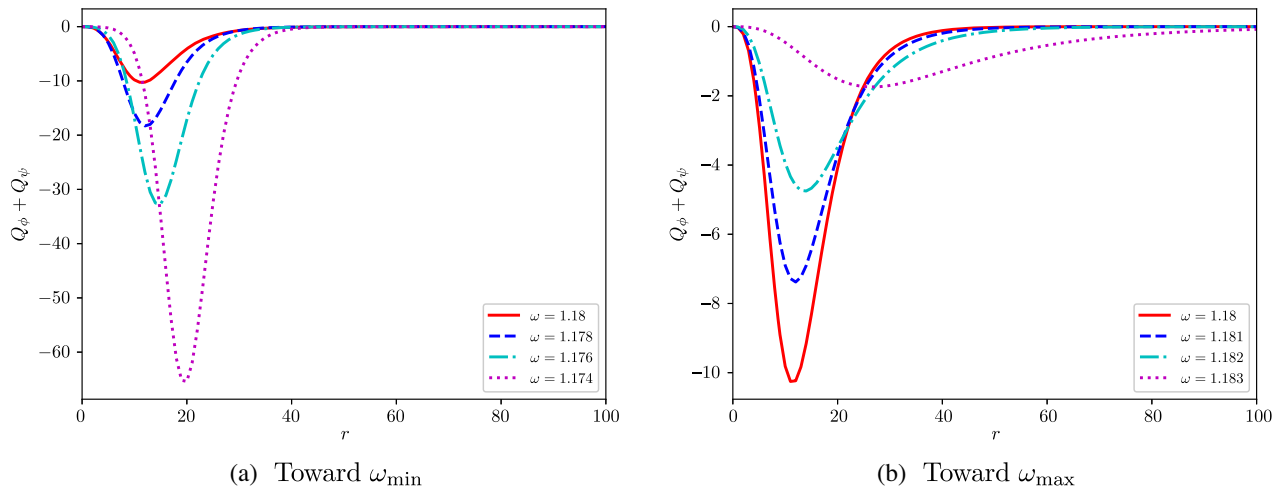 0
−10
−20
−30
−40
−50
−60
Q_ϕ + Q_ψ
ω = 1.18
ω = 1.178
ω = 1.176
ω = 1.174
0 20 40 60 80 100
r
(a) Toward ω_min
0
−2
−4
−6
−8
−10
Q_ϕ + Q_ψ
ω = 1.18
ω = 1.181
ω = 1.182
ω = 1.183
0 20 40 60 80 100
r
(b) Toward ω_max